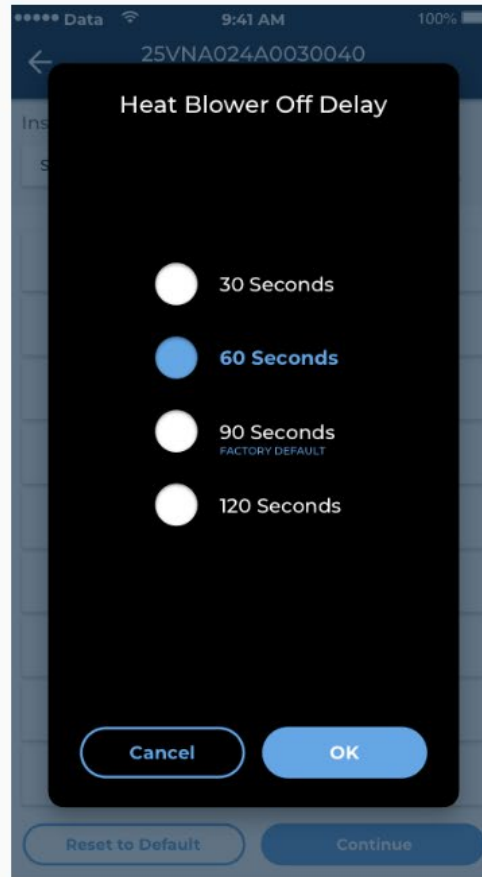 ••••• Data 9:41 AM 100%
25VNA024A0030040
Ins
S
Heat Blower Off Delay
30 Seconds
60 Seconds
90 Seconds
FACTORY DEFAULT
120 Seconds
Cancel OK
Reset to Default Continue